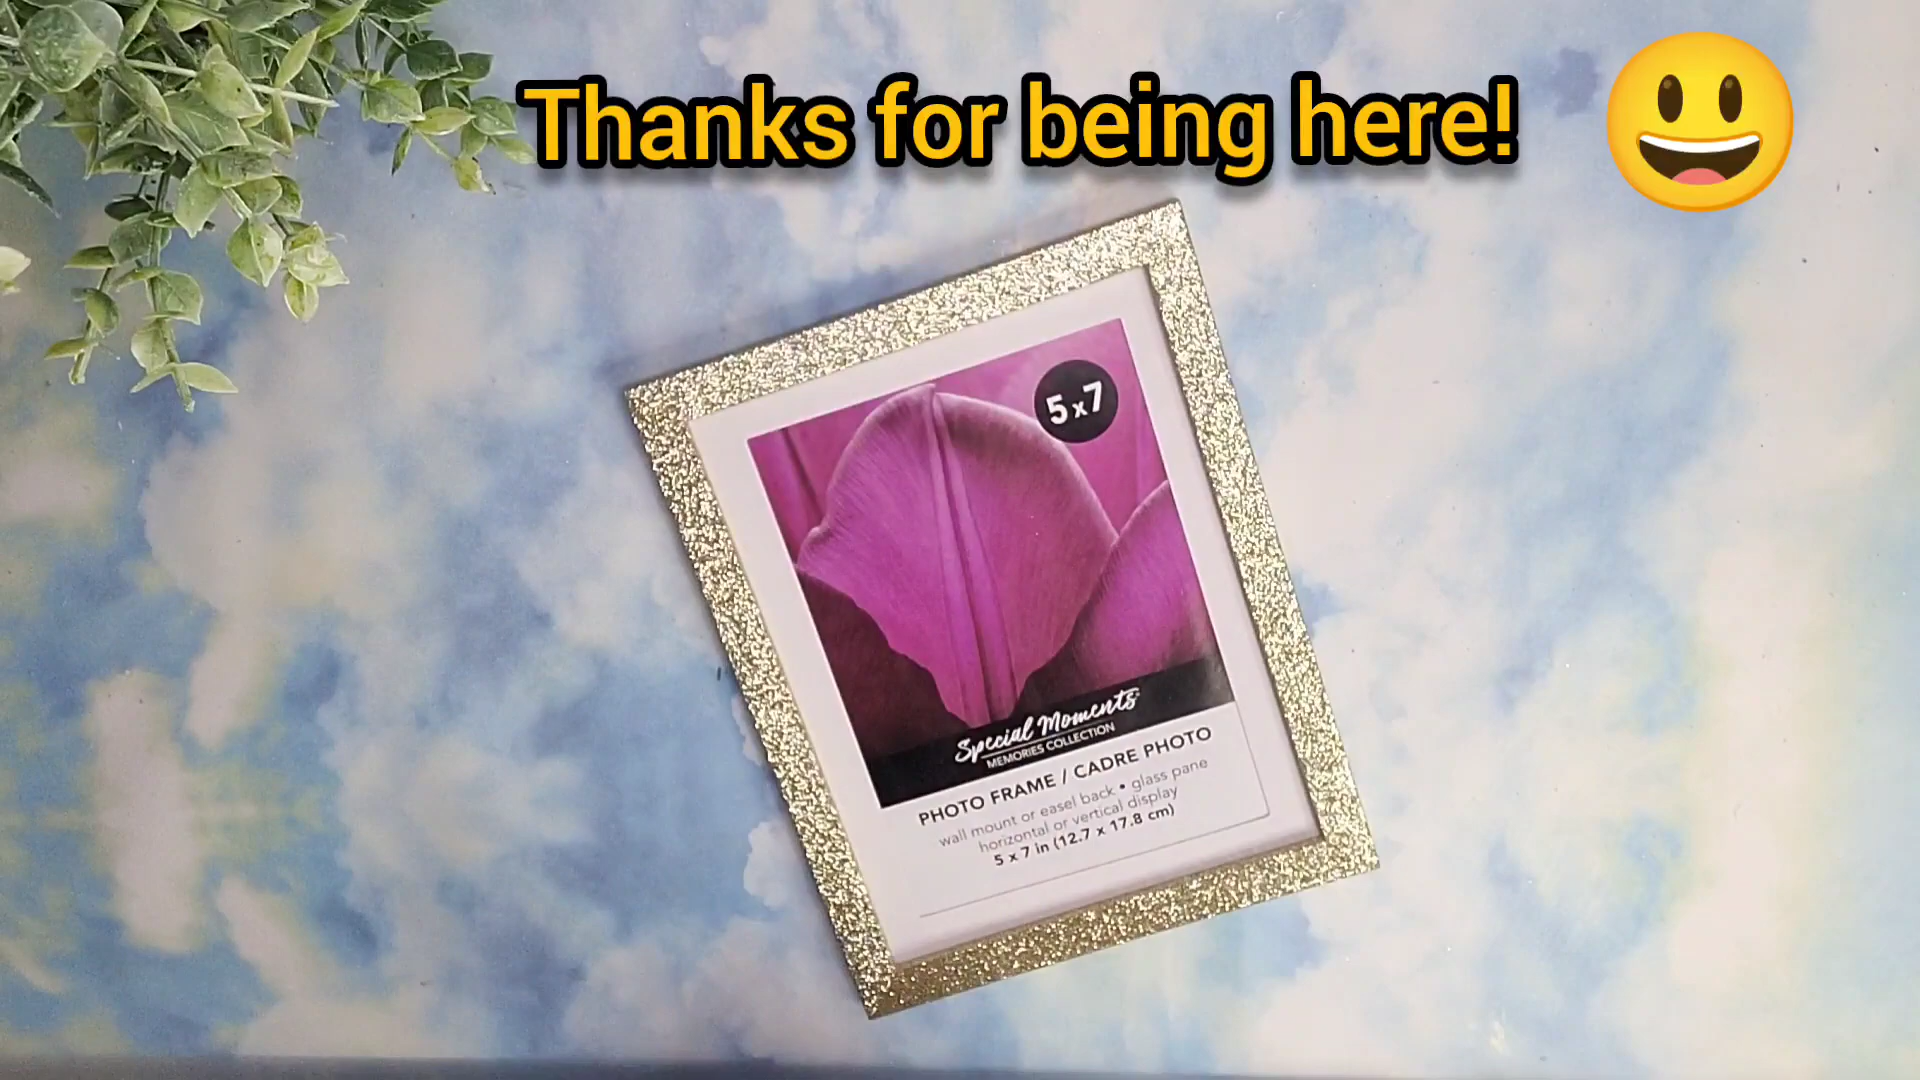 Thanks for being here!
5x7
Special Moments
MEMORIES COLLECTION
PHOTO FRAME / CADRE PHOTO
wall mount or easel back • glass pane
horizontal or vertical display
5 x 7 in (12.7 x 17.8 cm)